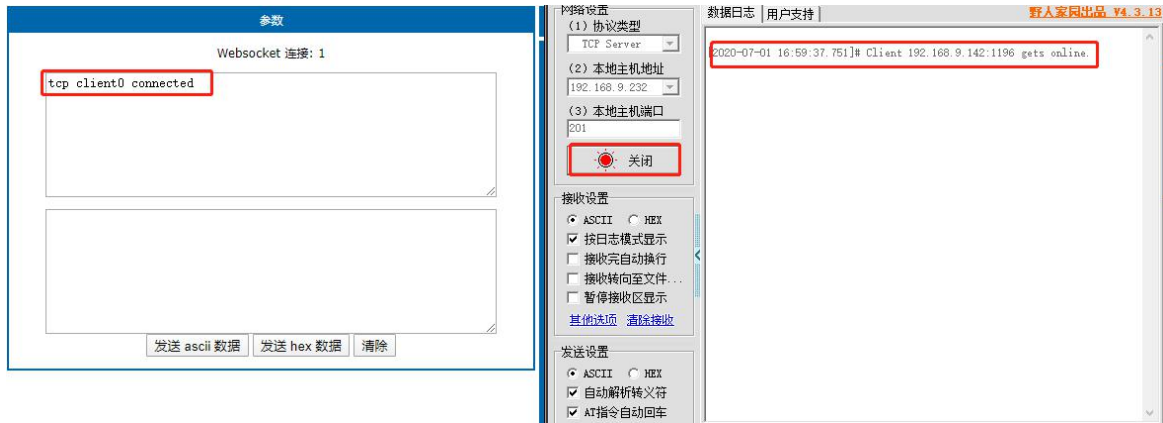 参数
Websocket 连接: 1
tcp client0 connected
发送 ascii 数据
发送 hex 数据
清除
网络设置
(1) 协议类型
TCP Server
(2) 本地主机地址
192.168.9.232
(3) 本地主机端口
201
关闭
接收设置
ASCII
HEX
按日志模式显示
接收完自动换行
接收转向至文件...
暂停接收区显示
其他选项
清除接收
发送设置
ASCII
HEX
自动解析转义符
AT指令自动回车
数据日志
用户支持
野人家园出品 V4.3.13
[2020-07-01 16:59:37.751]# Client 192.168.9.142:1196 gets online.